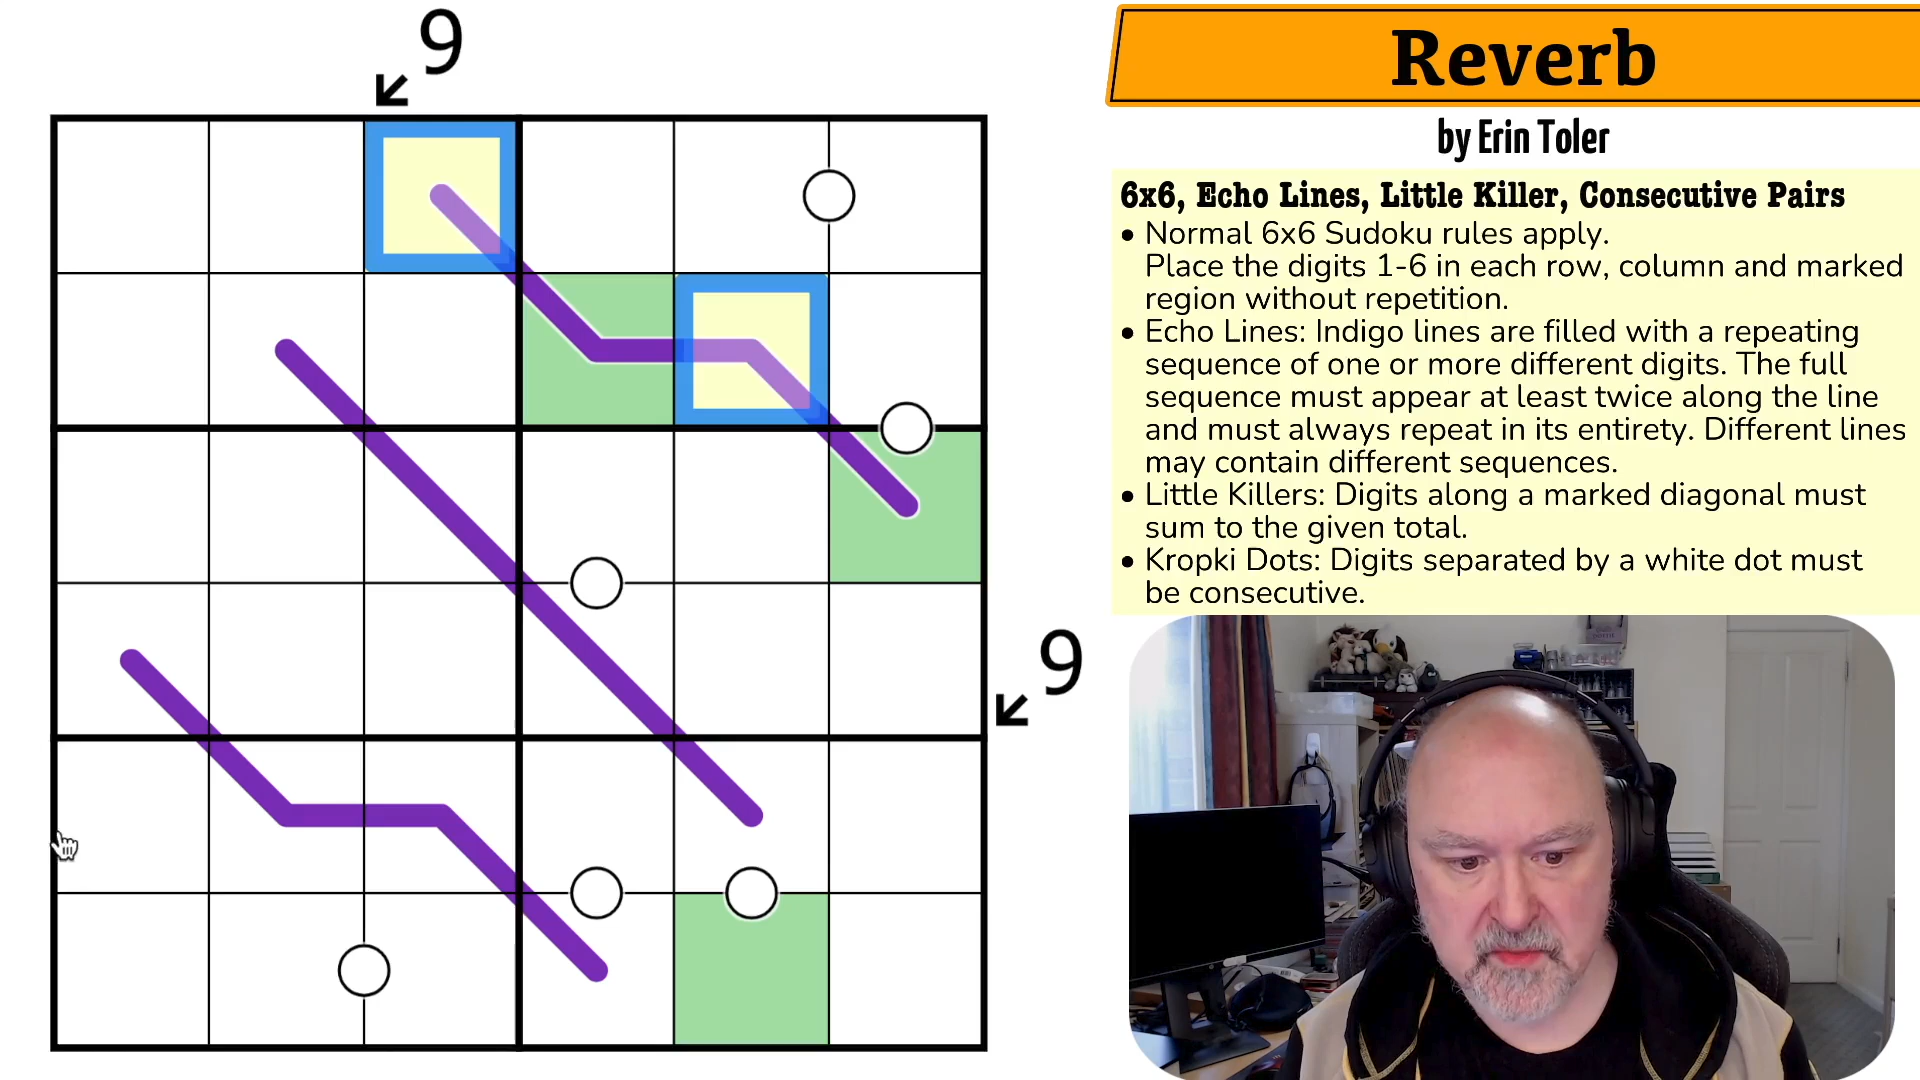 9
Reverb
by Erin Toler
6x6, Echo Lines, Little Killer, Consecutive Pairs
• Normal 6x6 Sudoku rules apply.
Place the digits 1-6 in each row, column and marked
region without repetition.
• Echo Lines: Indigo lines are filled with a repeating
sequence of one or more different digits. The full
sequence must appear at least twice along the line
and must always repeat in its entirety. Different lines
may contain different sequences.
• Little Killers: Digits along a marked diagonal must
sum to the given total.
• Kropki Dots: Digits separated by a white dot must
be consecutive.
9